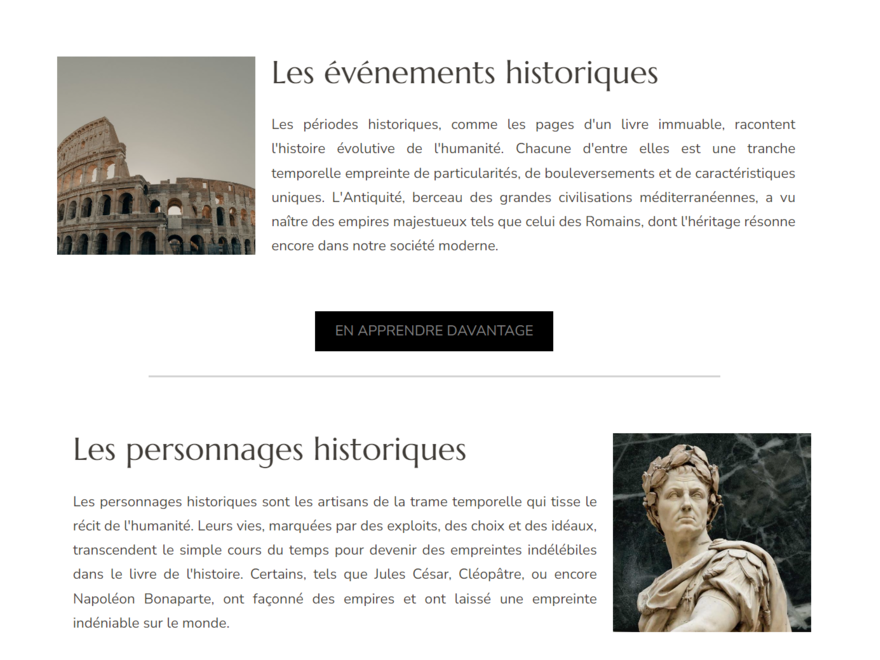 Les événements historiques
Les périodes historiques, comme les pages d'un livre immuable, racontent
l'histoire évolutive de l'humanité. Chacune d'entre elles est une tranche
temporelle empreinte de particularités, de bouleversements et de caractéristiques
uniques. L'Antiquité, berceau des grandes civilisations méditerranéennes, a vu
naître des empires majestueux tels que celui des Romains, dont l'héritage résonne
encore dans notre société moderne.
EN APPRENDRE DAVANTAGE
Les personnages historiques
Les personnages historiques sont les artisans de la trame temporelle qui tisse le
récit de l'humanité. Leurs vies, marquées par des exploits, des choix et des idéaux,
transcendent le simple cours du temps pour devenir des empreintes indélébiles
dans le livre de l'histoire. Certains, tels que Jules César, Cléopâtre, ou encore
Napoléon Bonaparte, ont façonné des empires et ont laissé une empreinte
indéniable sur le monde.